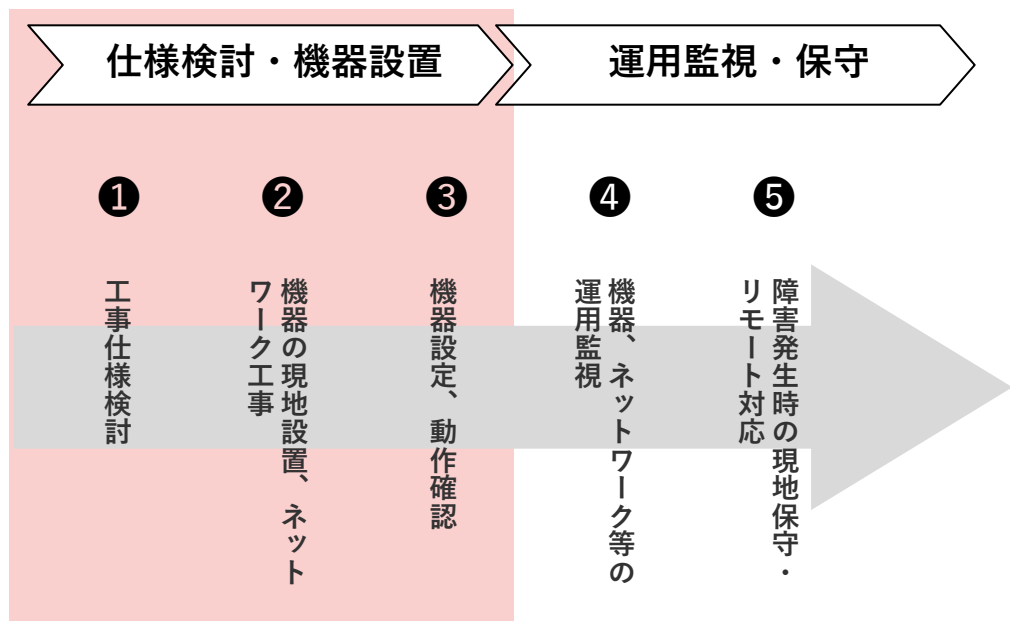 仕様検討・機器設置
運用監視・保守
❶
工事仕様検討
❷
機器の現地設置、ネット
ワーク工事
❸
機器設定、動作確認
❹
機器、ネットワーク等の
運用監視
❺
障害発生時の現地保守・
リモート対応